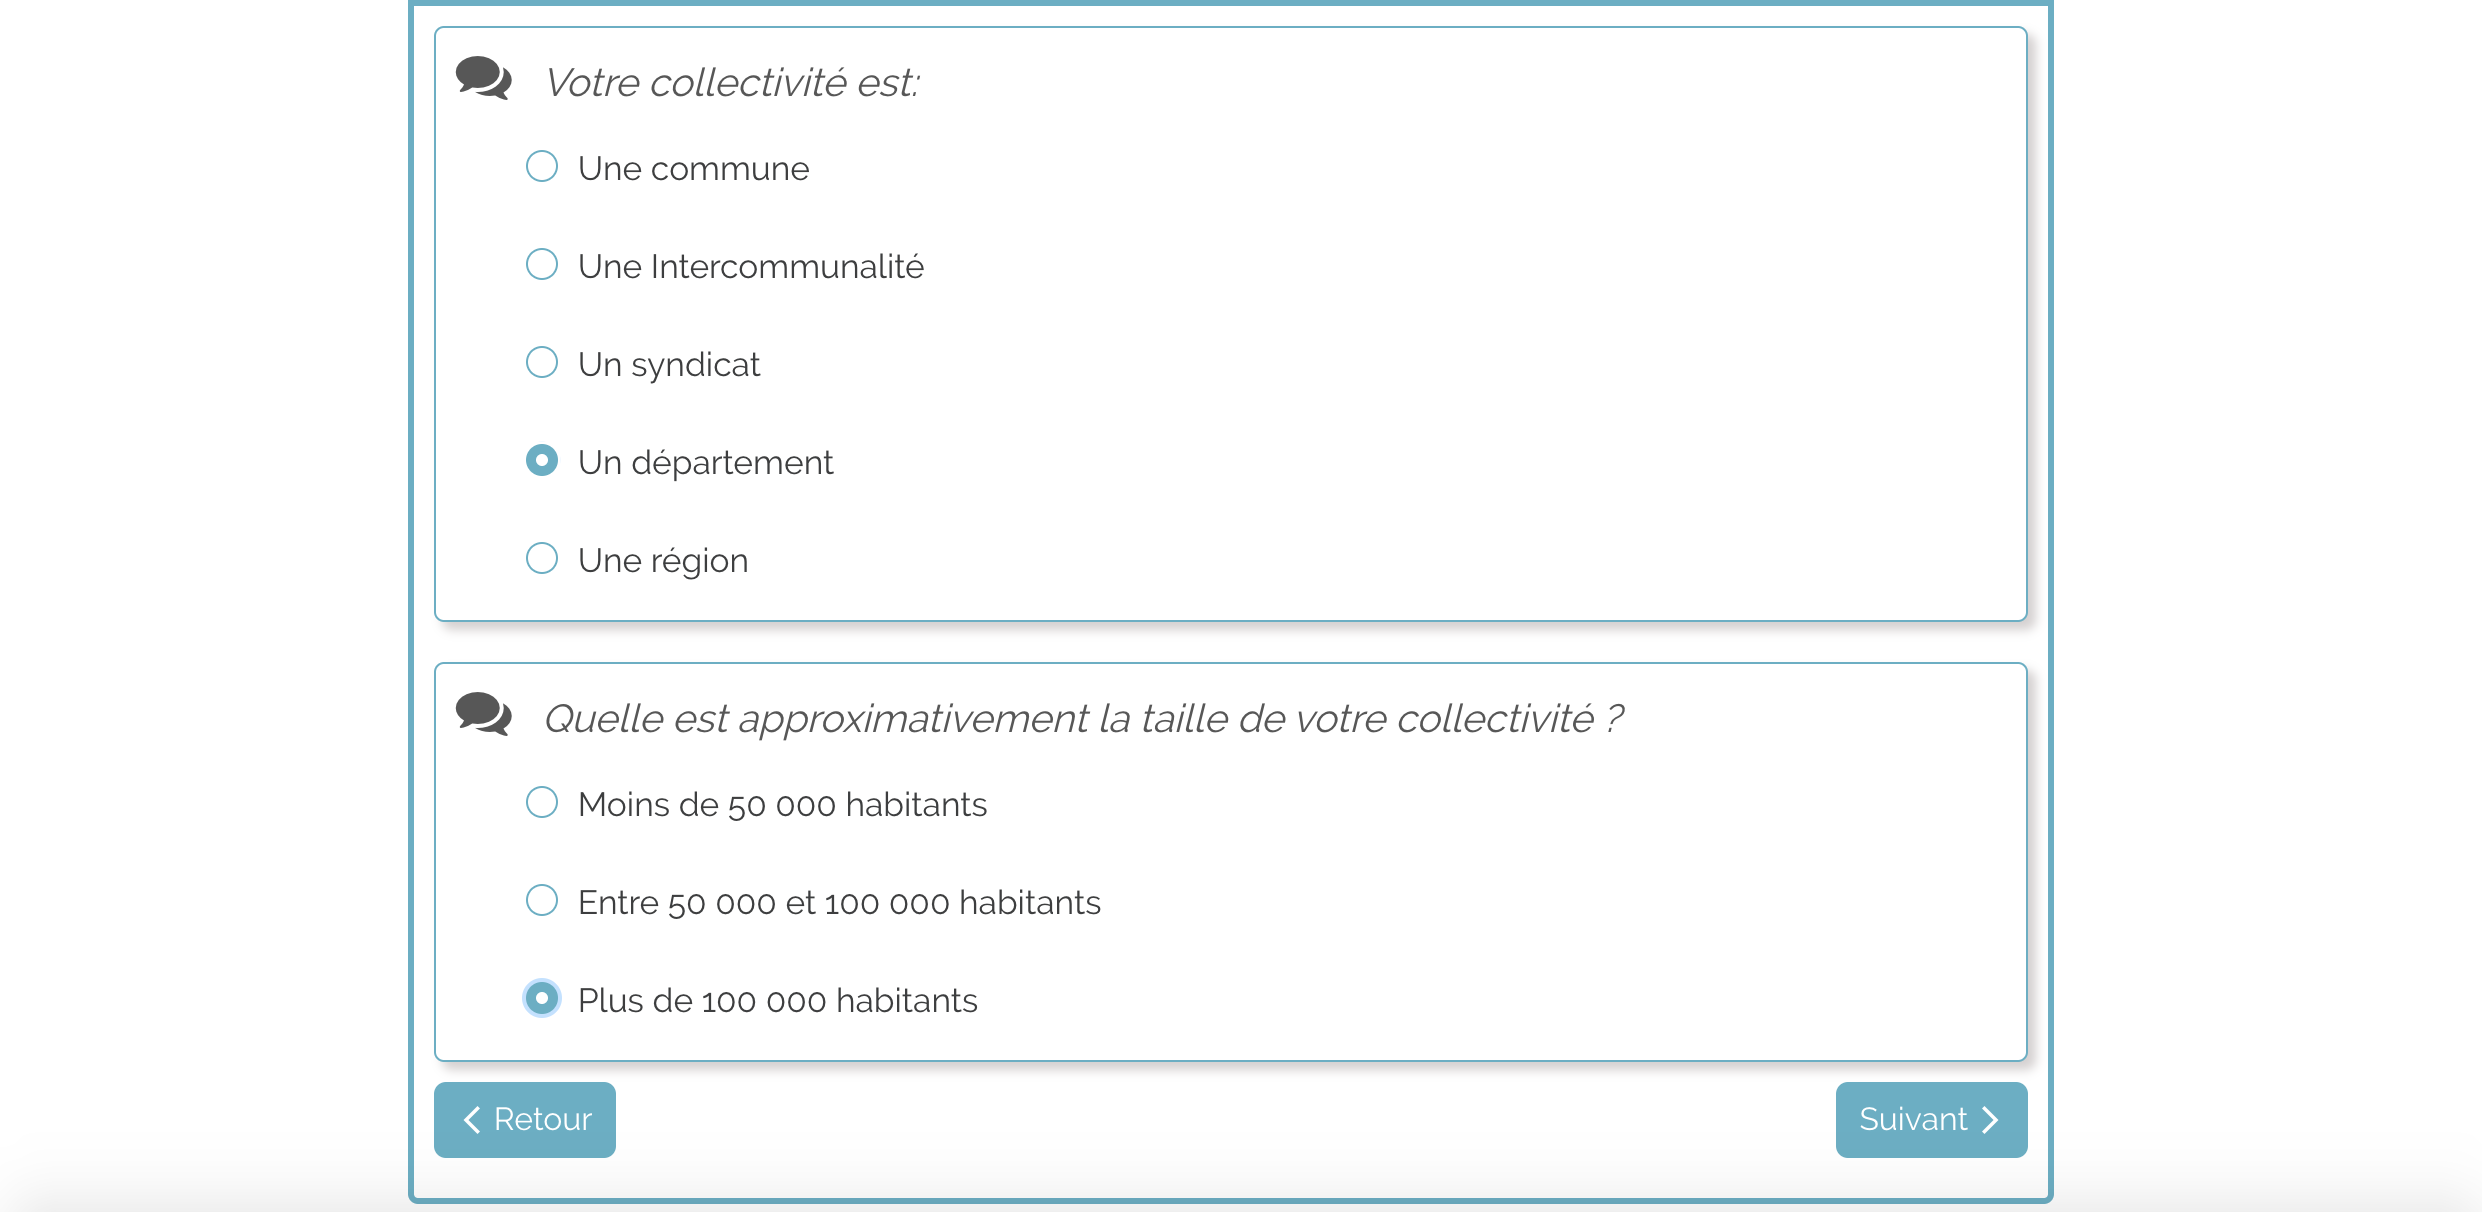 Votre collectivité est:
Une commune
Une Intercommunalité
Un syndicat
Un département
Une région
Quelle est approximativement la taille de votre collectivité ?
Moins de 50 000 habitants
Entre 50 000 et 100 000 habitants
Plus de 100 000 habitants
Retour
Suivant